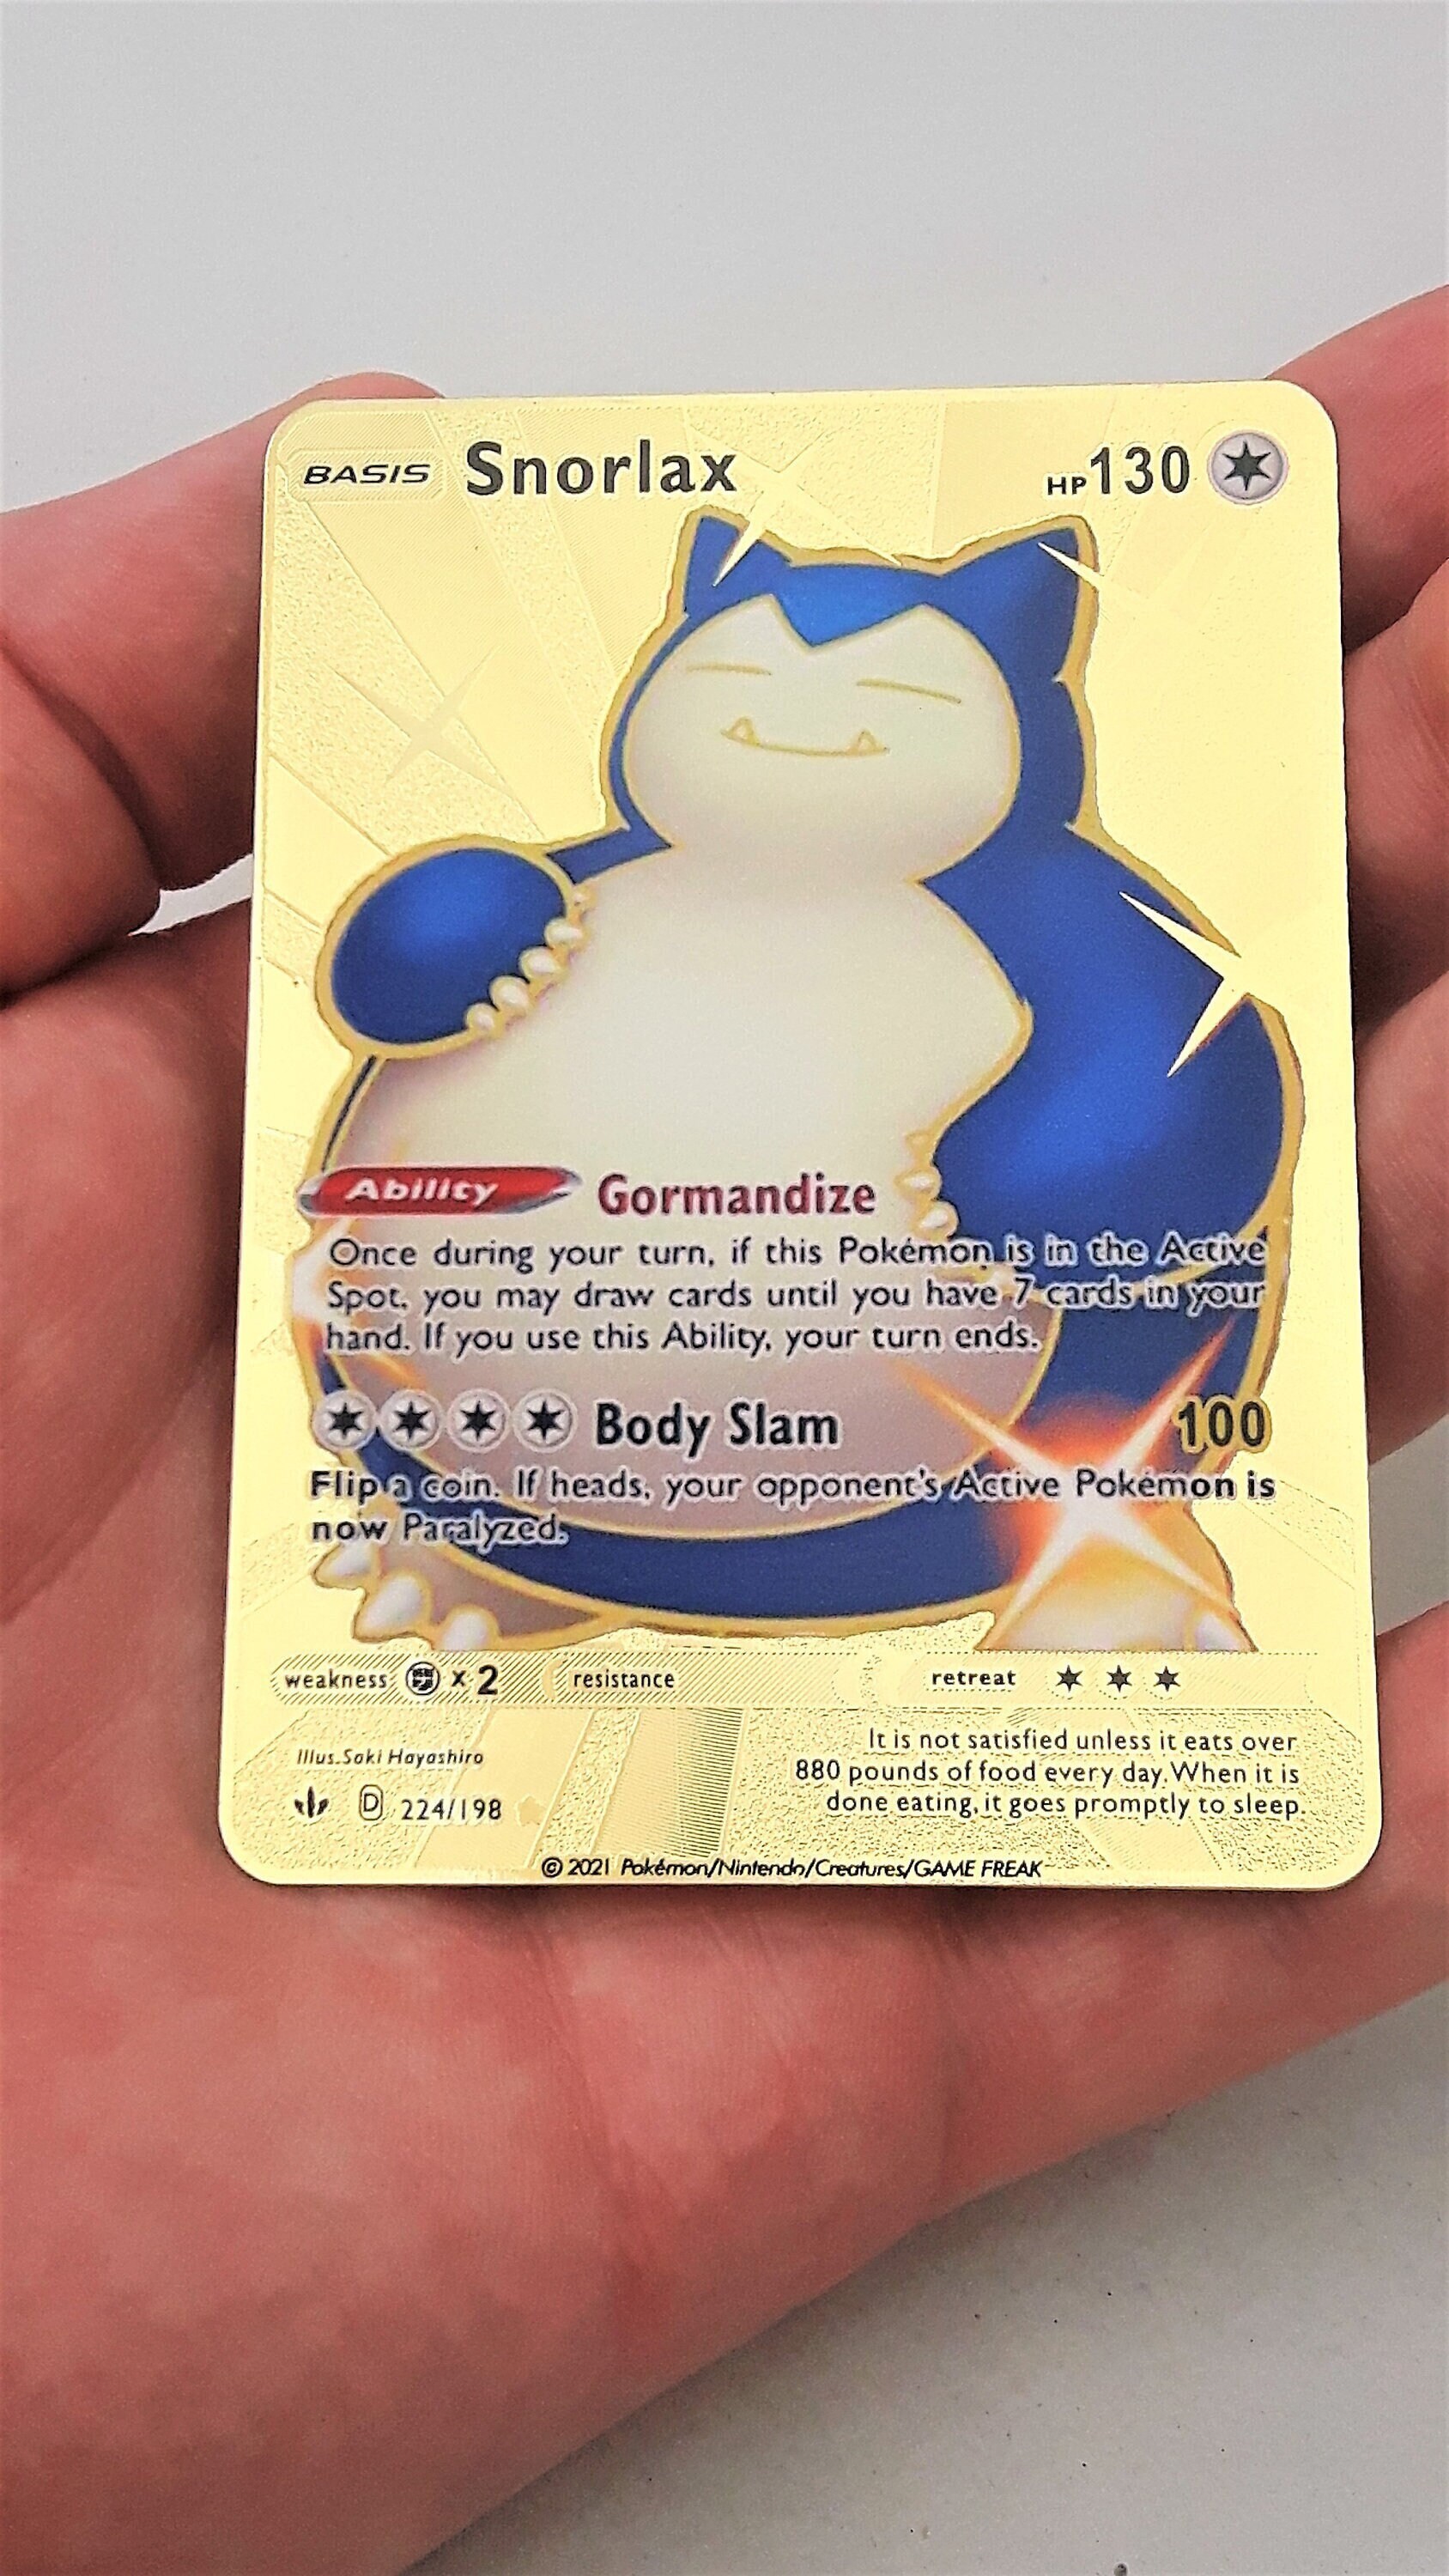 BASIS Snorlax HP 130
Ability Gormandize
Once during your turn, if this Pokémon is in the Active
Spot, you may draw cards until you have 7 cards in your
hand. If you use this Ability, your turn ends.
Body Slam 100
Flip a coin. If heads, your opponent's Active Pokémon is
now Paralyzed.
weakness x 2 resistance retreat
Illus. Saki Hayashiro
D 224/198
It is not satisfied unless it eats over
880 pounds of food every day. When it is
done eating, it goes promptly to sleep.
© 2021 Pokémon/Nintendo/Creatures/GAME FREAK